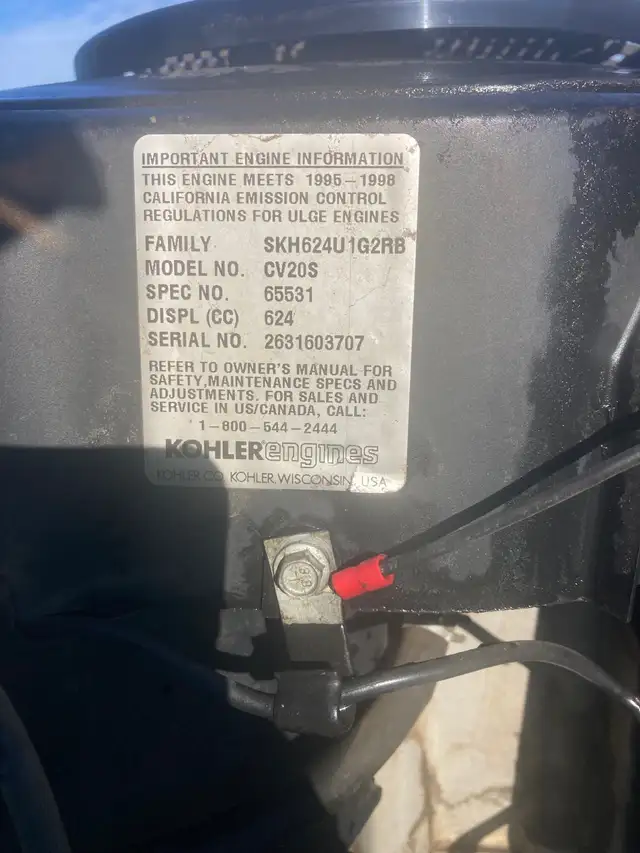 IMPORTANT ENGINE INFORMATION
THIS ENGINE MEETS 1995-1998
CALIFORNIA EMISSION CONTROL
REGULATIONS FOR ULGE ENGINES
FAMILY SKH624U1G2RB
MODEL NO. CV20S
SPEC NO. 65531
DISPL (CC) 624
SERIAL NO. 2631603707
REFER TO OWNER'S MANUAL FOR
SAFETY, MAINTENANCE SPECS AND
ADJUSTMENTS. FOR SALES AND
SERVICE IN US/CANADA, CALL:
1-800-544-2444
KOHLER engines
KOHLER CO. KOHLER, WISCONSIN, USA